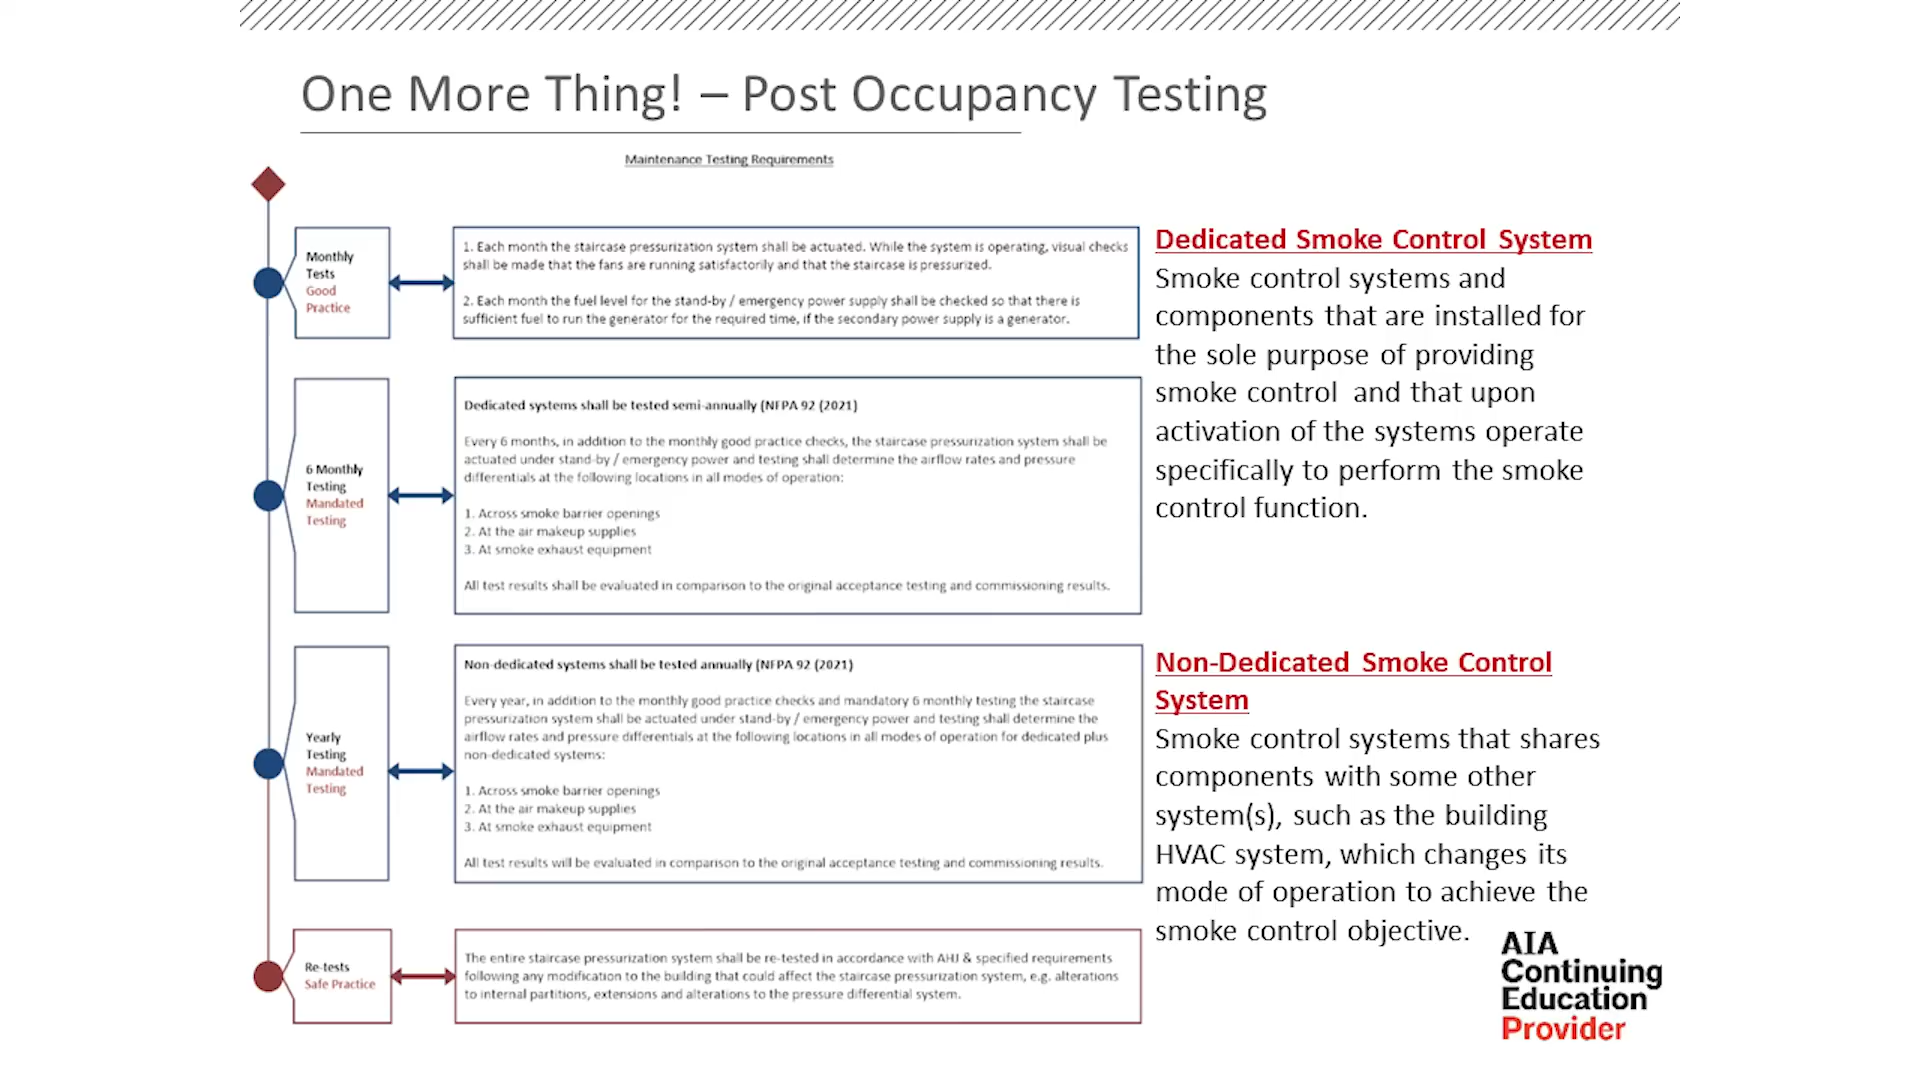 One More Thing! – Post Occupancy Testing
Maintenance Testing Requirements
Monthly
Tests
Good
Practice
1. Each month the staircase pressurization system shall be actuated. While the system is operating, visual checks
shall be made that the fans are running satisfactorily and that the staircase is pressurized.
2. Each month the fuel level for the stand-by / emergency power supply shall be checked so that there is
sufficient fuel to run the generator for the required time, if the secondary power supply is a generator.
6 Monthly
Testing
Mandated
Testing
Dedicated systems shall be tested semi-annually (NFPA 92 (2021)
Every 6 months, in addition to the monthly good practice checks, the staircase pressurization system shall be
actuated under stand-by / emergency power and testing shall determine the airflow rates and pressure
differentials at the following locations in all modes of operation:
1. Across smoke barrier openings
2. At the air makeup supplies
3. At smoke exhaust equipment
All test results shall be evaluated in comparison to the original acceptance testing and commissioning results.
Yearly
Testing
Mandated
Testing
Non-dedicated systems shall be tested annually (NFPA 92 (2021)
Every year, in addition to the monthly good practice checks and mandatory 6 monthly testing the staircase
pressurization system shall be actuated under stand-by / emergency power and testing shall determine the
airflow rates and pressure differentials at the following locations in all modes of operation for dedicated plus
non-dedicated systems:
1. Across smoke barrier openings
2. At the air makeup supplies
3. At smoke exhaust equipment
All test results will be evaluated in comparison to the original acceptance testing and commissioning results.
Re-tests
Safe Practice
The entire staircase pressurization system shall be re-tested in accordance with AHJ & specified requirements
following any modification to the building that could affect the staircase pressurization system, e.g. alterations
to internal partitions, extensions and alterations to the pressure differential system.
Dedicated Smoke Control System
Smoke control systems and
components that are installed for
the sole purpose of providing
smoke control and that upon
activation of the systems operate
specifically to perform the smoke
control function.
Non-Dedicated Smoke Control
System
Smoke control systems that shares
components with some other
system(s), such as the building
HVAC system, which changes its
mode of operation to achieve the
smoke control objective.
AIA
Continuing
Education
Provider